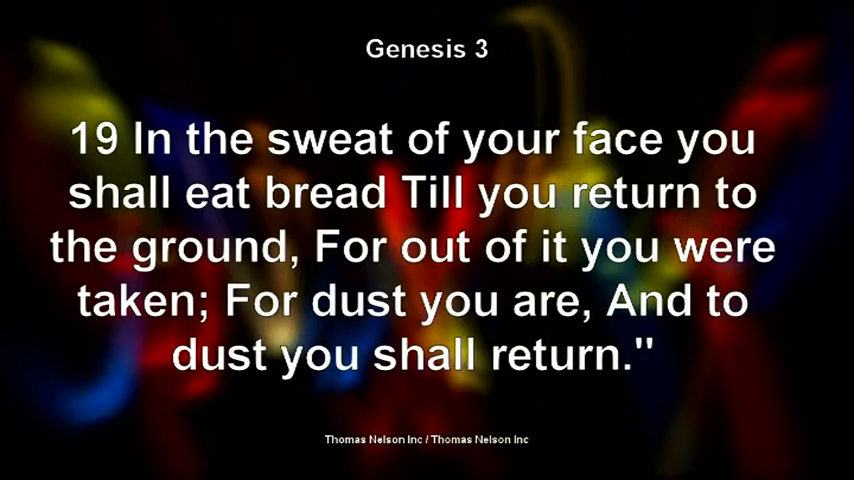 Genesis 3
19 In the sweat of your face you
shall eat bread Till you return to
the ground, For out of it you were
taken; For dust you are, And to
dust you shall return."
Thomas Nelson Inc / Thomas Nelson Inc